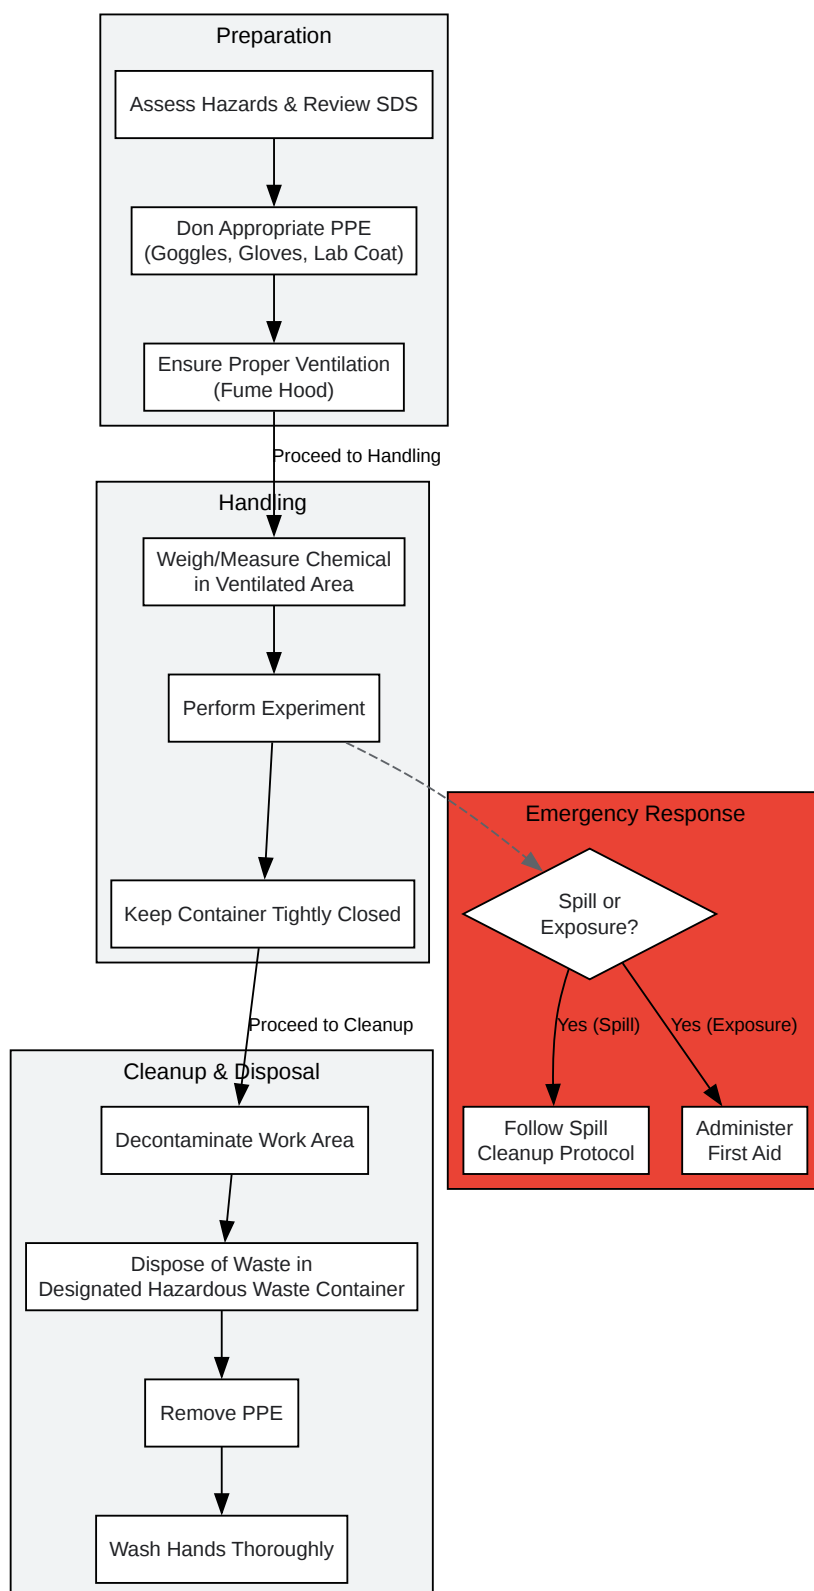 Preparation
Assess Hazards & Review SDS
Don Appropriate PPE
(Goggles, Gloves, Lab Coat)
Ensure Proper Ventilation
(Fume Hood)
Proceed to Handling
Handling
Weigh/Measure Chemical
in Ventilated Area
Perform Experiment
Keep Container Tightly Closed
Emergency Response
Spill or
Exposure?
Yes (Spill)
Yes (Exposure)
Follow Spill
Cleanup Protocol
Administer
First Aid
Proceed to Cleanup
Cleanup & Disposal
Decontaminate Work Area
Dispose of Waste in
Designated Hazardous Waste Container
Remove PPE
Wash Hands Thoroughly